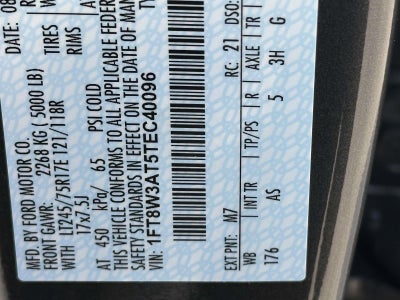 DATE: 08
BY FORD MOTOR CO.
FRONT GAWR:
2268 KG ( 5000 LB)
WITH LT245/75R17E 121/118R TIRES
17x7.5J RIMS
AT 450 kPa/ 65 PSI COLD
THIS VEHICLE CONFORMS TO ALL APPLICABLE FEDER
SAFETY IN EFFECT ON THE DATE OF MAN
VIN: 1FT8W3AT5TEC40096
EXT PNT: M7 RC: 21 DSO:
WB INT TR TP/PS R AXLE TR
176 AS 5 3H G